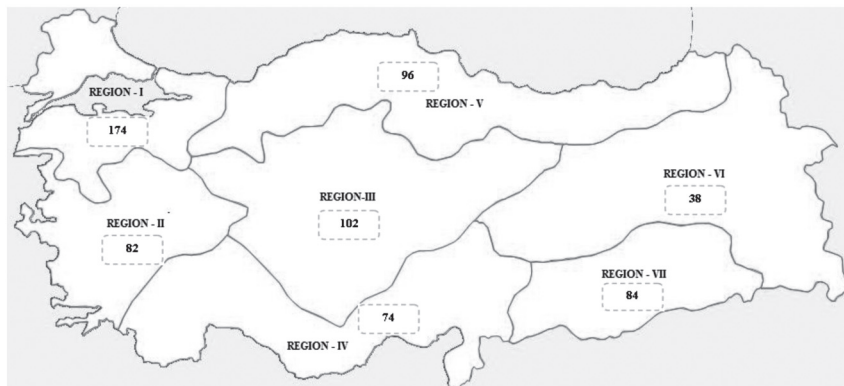 96
REGION - I
REGION - V
174
REGION - VI
REGION-III
38
REGION - II
102
82
REGION - VII
84
74
REGION - IV